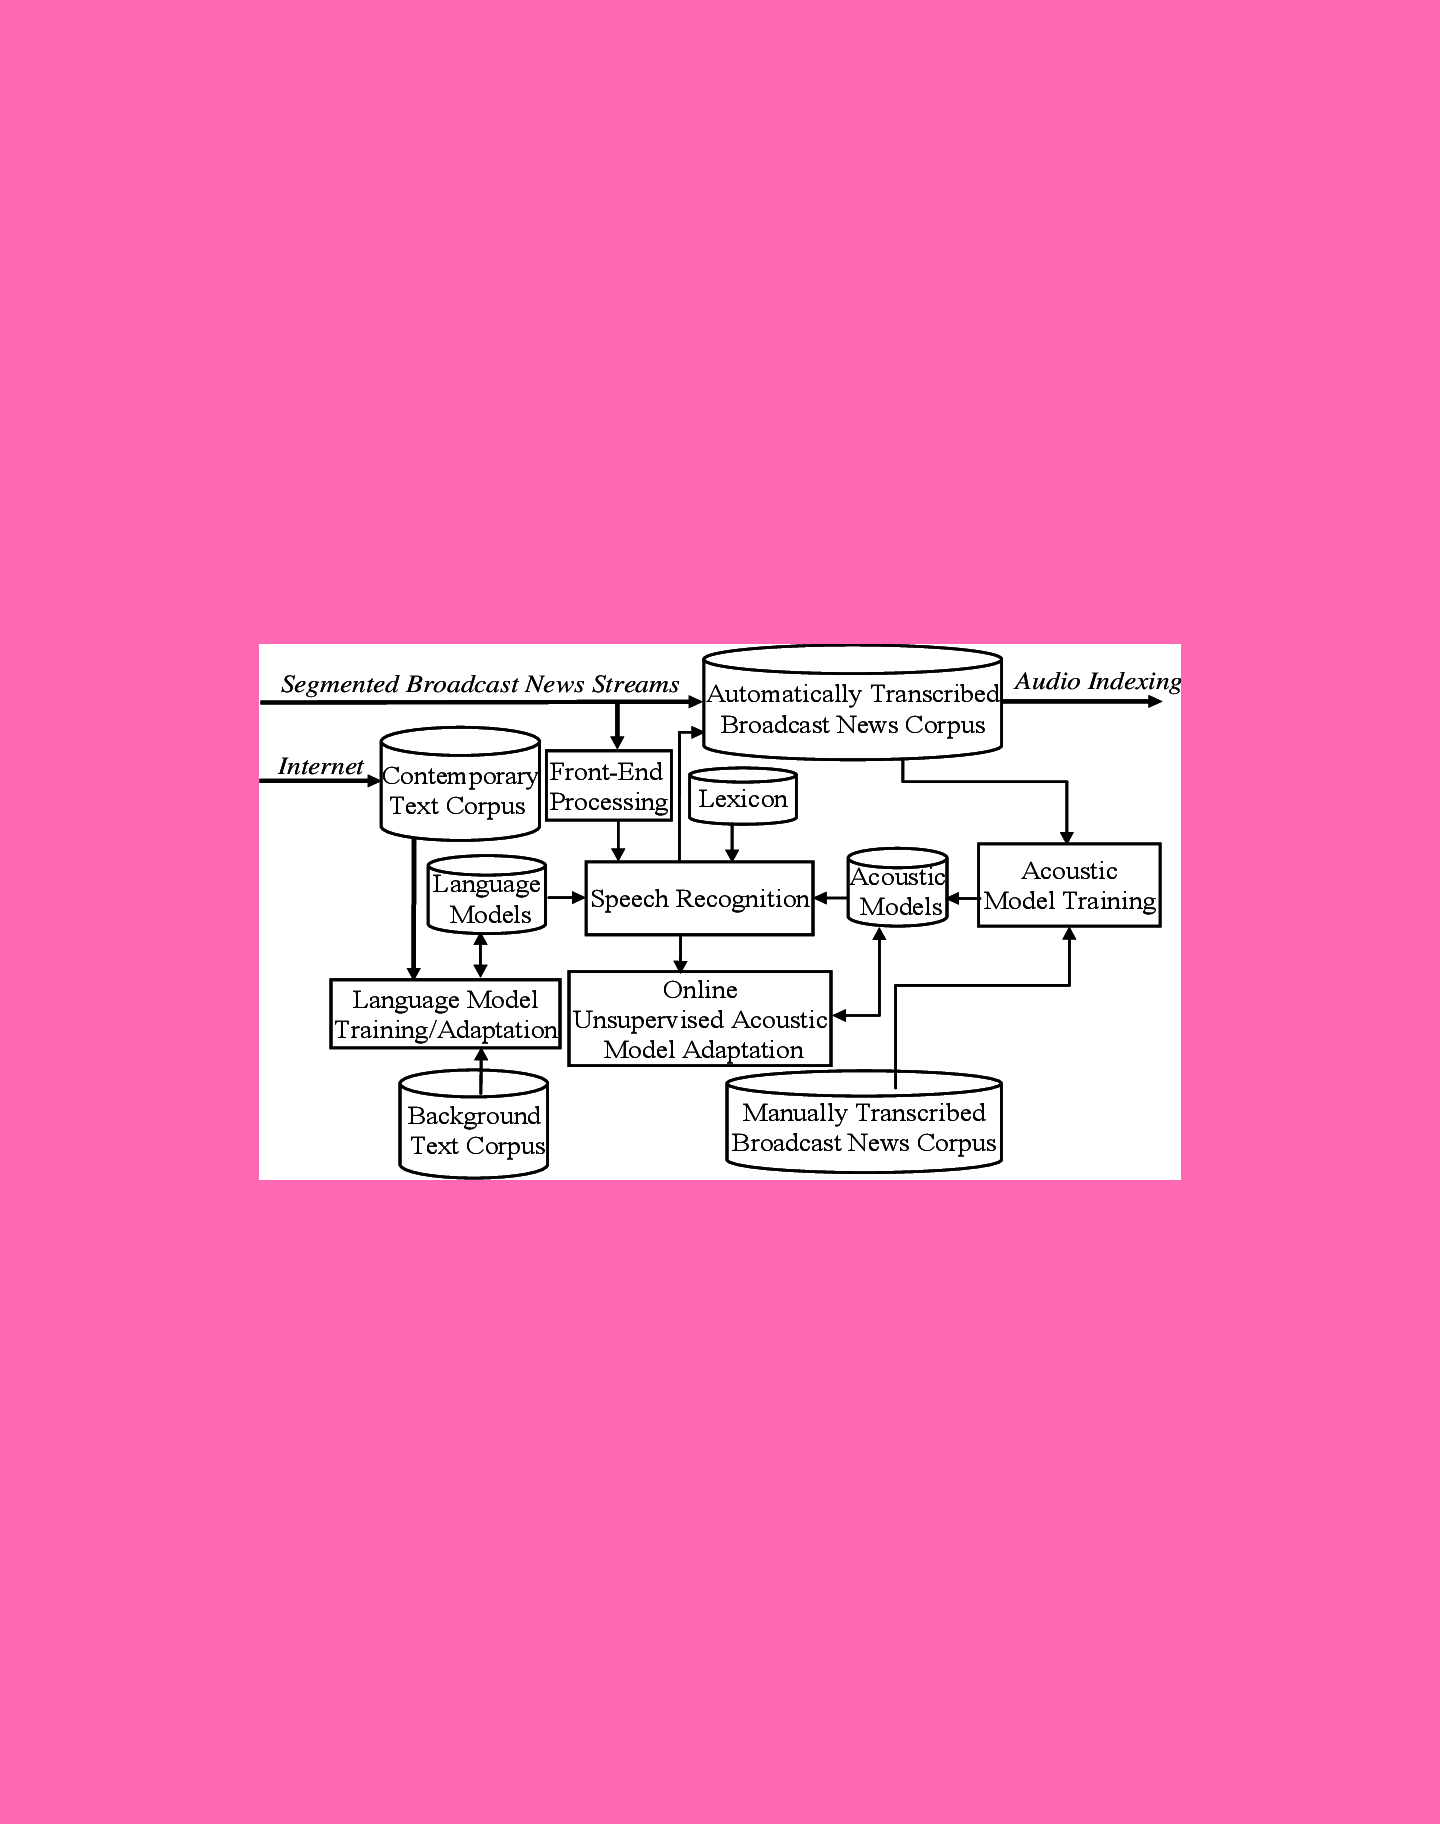 Segmented Broadcast News Streams
Automatically Transcribed
Broadcast News Corpus
Audio Indexing
Internet
Contemporary
Text Corpus
Front-End
Processing
Lexicon
Language
Models
Speech Recognition
Acoustic
Models
Acoustic
Model Training
Language Model
Training/Adaptation
Online
Unsupervised Acoustic
Model Adaptation
Background
Text Corpus
Manually Transcribed
Broadcast News Corpus